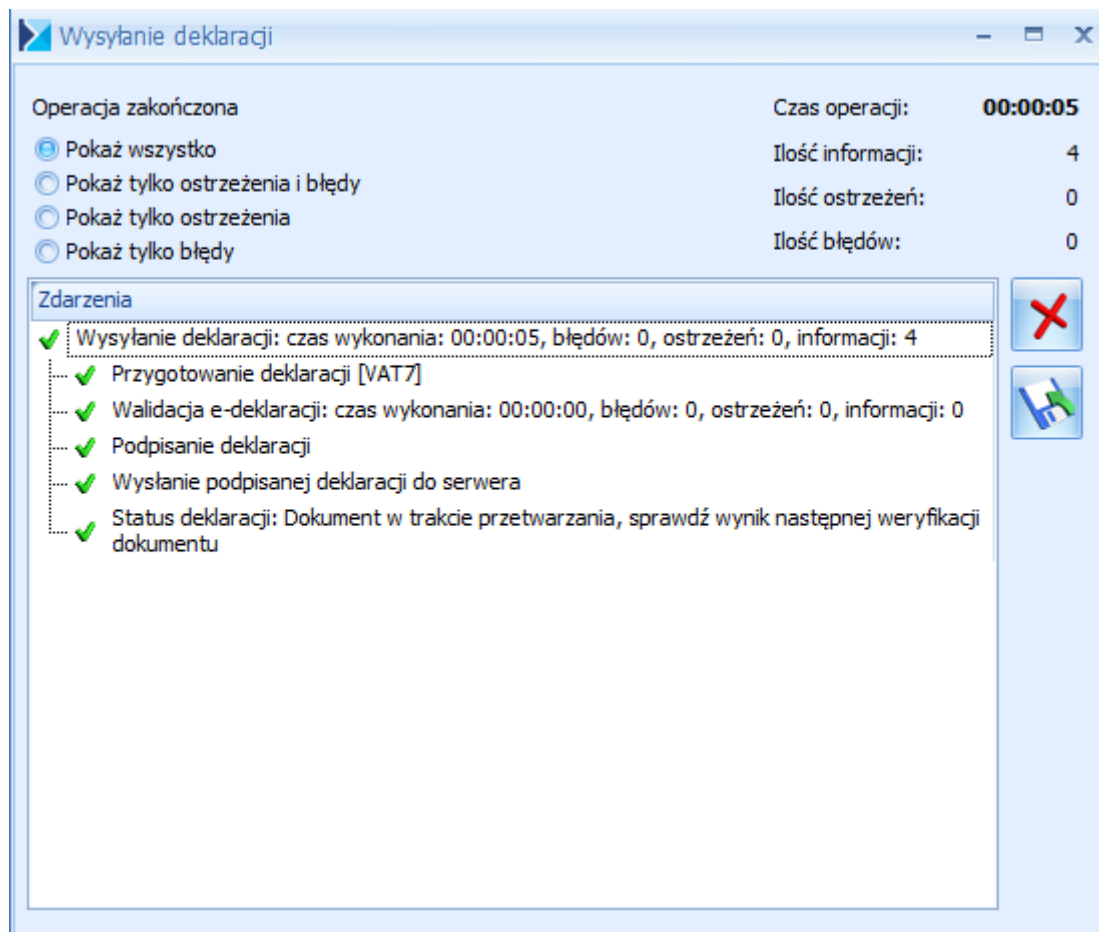 Wysyłanie deklaracji
Operacja zakończona
Czas operacji: 00:00:05
Pokaż wszystko
Ilość informacji: 4
Pokaż tylko ostrzeżenia i błędy
Ilość ostrzeżeń: 0
Pokaż tylko ostrzeżenia
Ilość błędów: 0
Pokaż tylko błędy
Zdarzenia
Wysyłanie deklaracji: czas wykonania: 00:00:05, błędów: 0, ostrzeżeń: 0, informacji: 4
Przygotowanie deklaracji [VAT7]
Walidacja e-deklaracji: czas wykonania: 00:00:00, błędów: 0, ostrzeżeń: 0, informacji: 0
Podpisanie deklaracji
Wysłanie podpisanej deklaracji do serwera
Status deklaracji: Dokument w trakcie przetwarzania, sprawdź wynik następnej weryfikacji
dokumentu